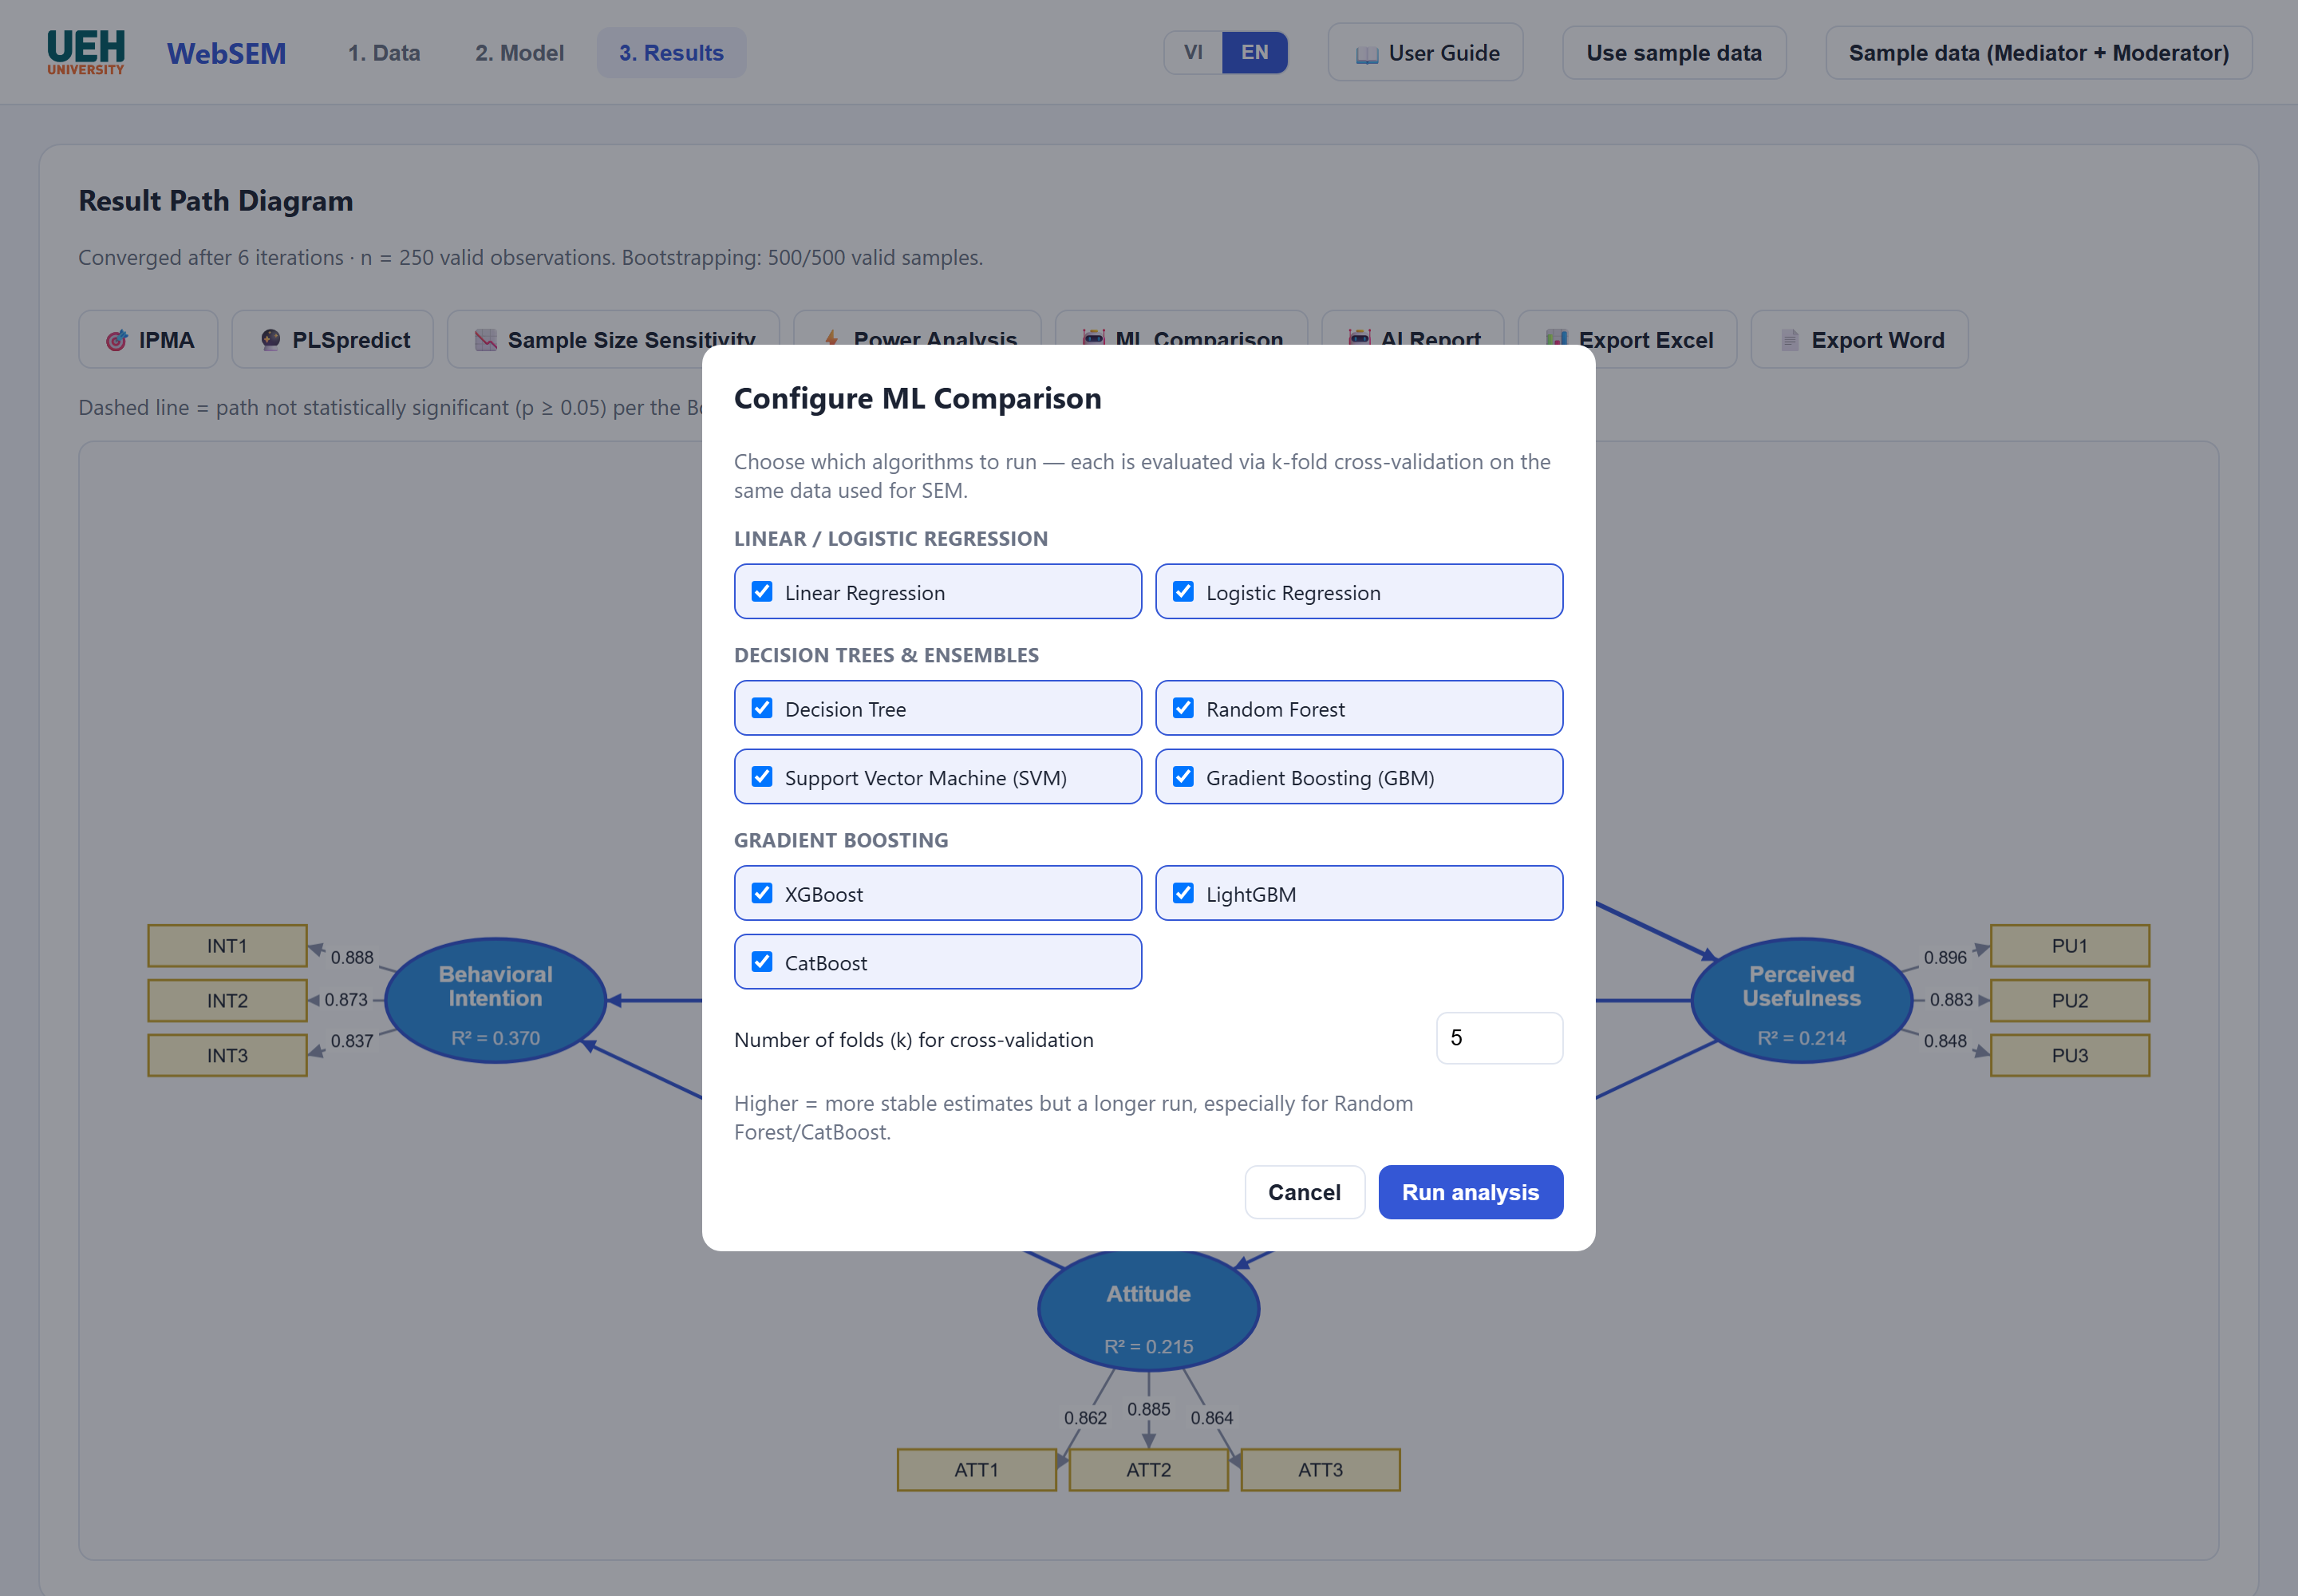 UEH
UNIVERSITY
WebSEM
1. Data
2. Model
3. Results
VI
EN
User Guide
Use sample data
Sample data (Mediator + Moderator)
Result Path Diagram
Converged after 6 iterations · n = 250 valid observations. Bootstrapping: 500/500 valid samples.
IPMA
PLSpredict
Sample Size Sensitivity
Power Analysis
ML Comparison
AI Report
Export Excel
Export Word
Dashed line = path not statistically significant (p ≥ 0.05) per the
Configure ML Comparison
Choose which algorithms to run — each is evaluated via k-fold cross-validation on the
same data used for SEM.
LINEAR / LOGISTIC REGRESSION
Linear Regression
Logistic Regression
DECISION TREES & ENSEMBLES
Decision Tree
Random Forest
Support Vector Machine (SVM)
Gradient Boosting (GBM)
GRADIENT BOOSTING
XGBoost
LightGBM
CatBoost
Number of folds (k) for cross-validation
5
Higher = more stable estimates but a longer run, especially for Random
Forest/CatBoost.
Cancel
Run analysis
INT1
INT2
INT3
0.888
0.873
0.837
Behavioral
Intention
R² = 0.370
Perceived
Usefulness
R² = 0.214
0.896
0.883
0.848
PU1
PU2
PU3
Attitude
R² = 0.215
0.862
0.885
0.864
ATT1
ATT2
ATT3